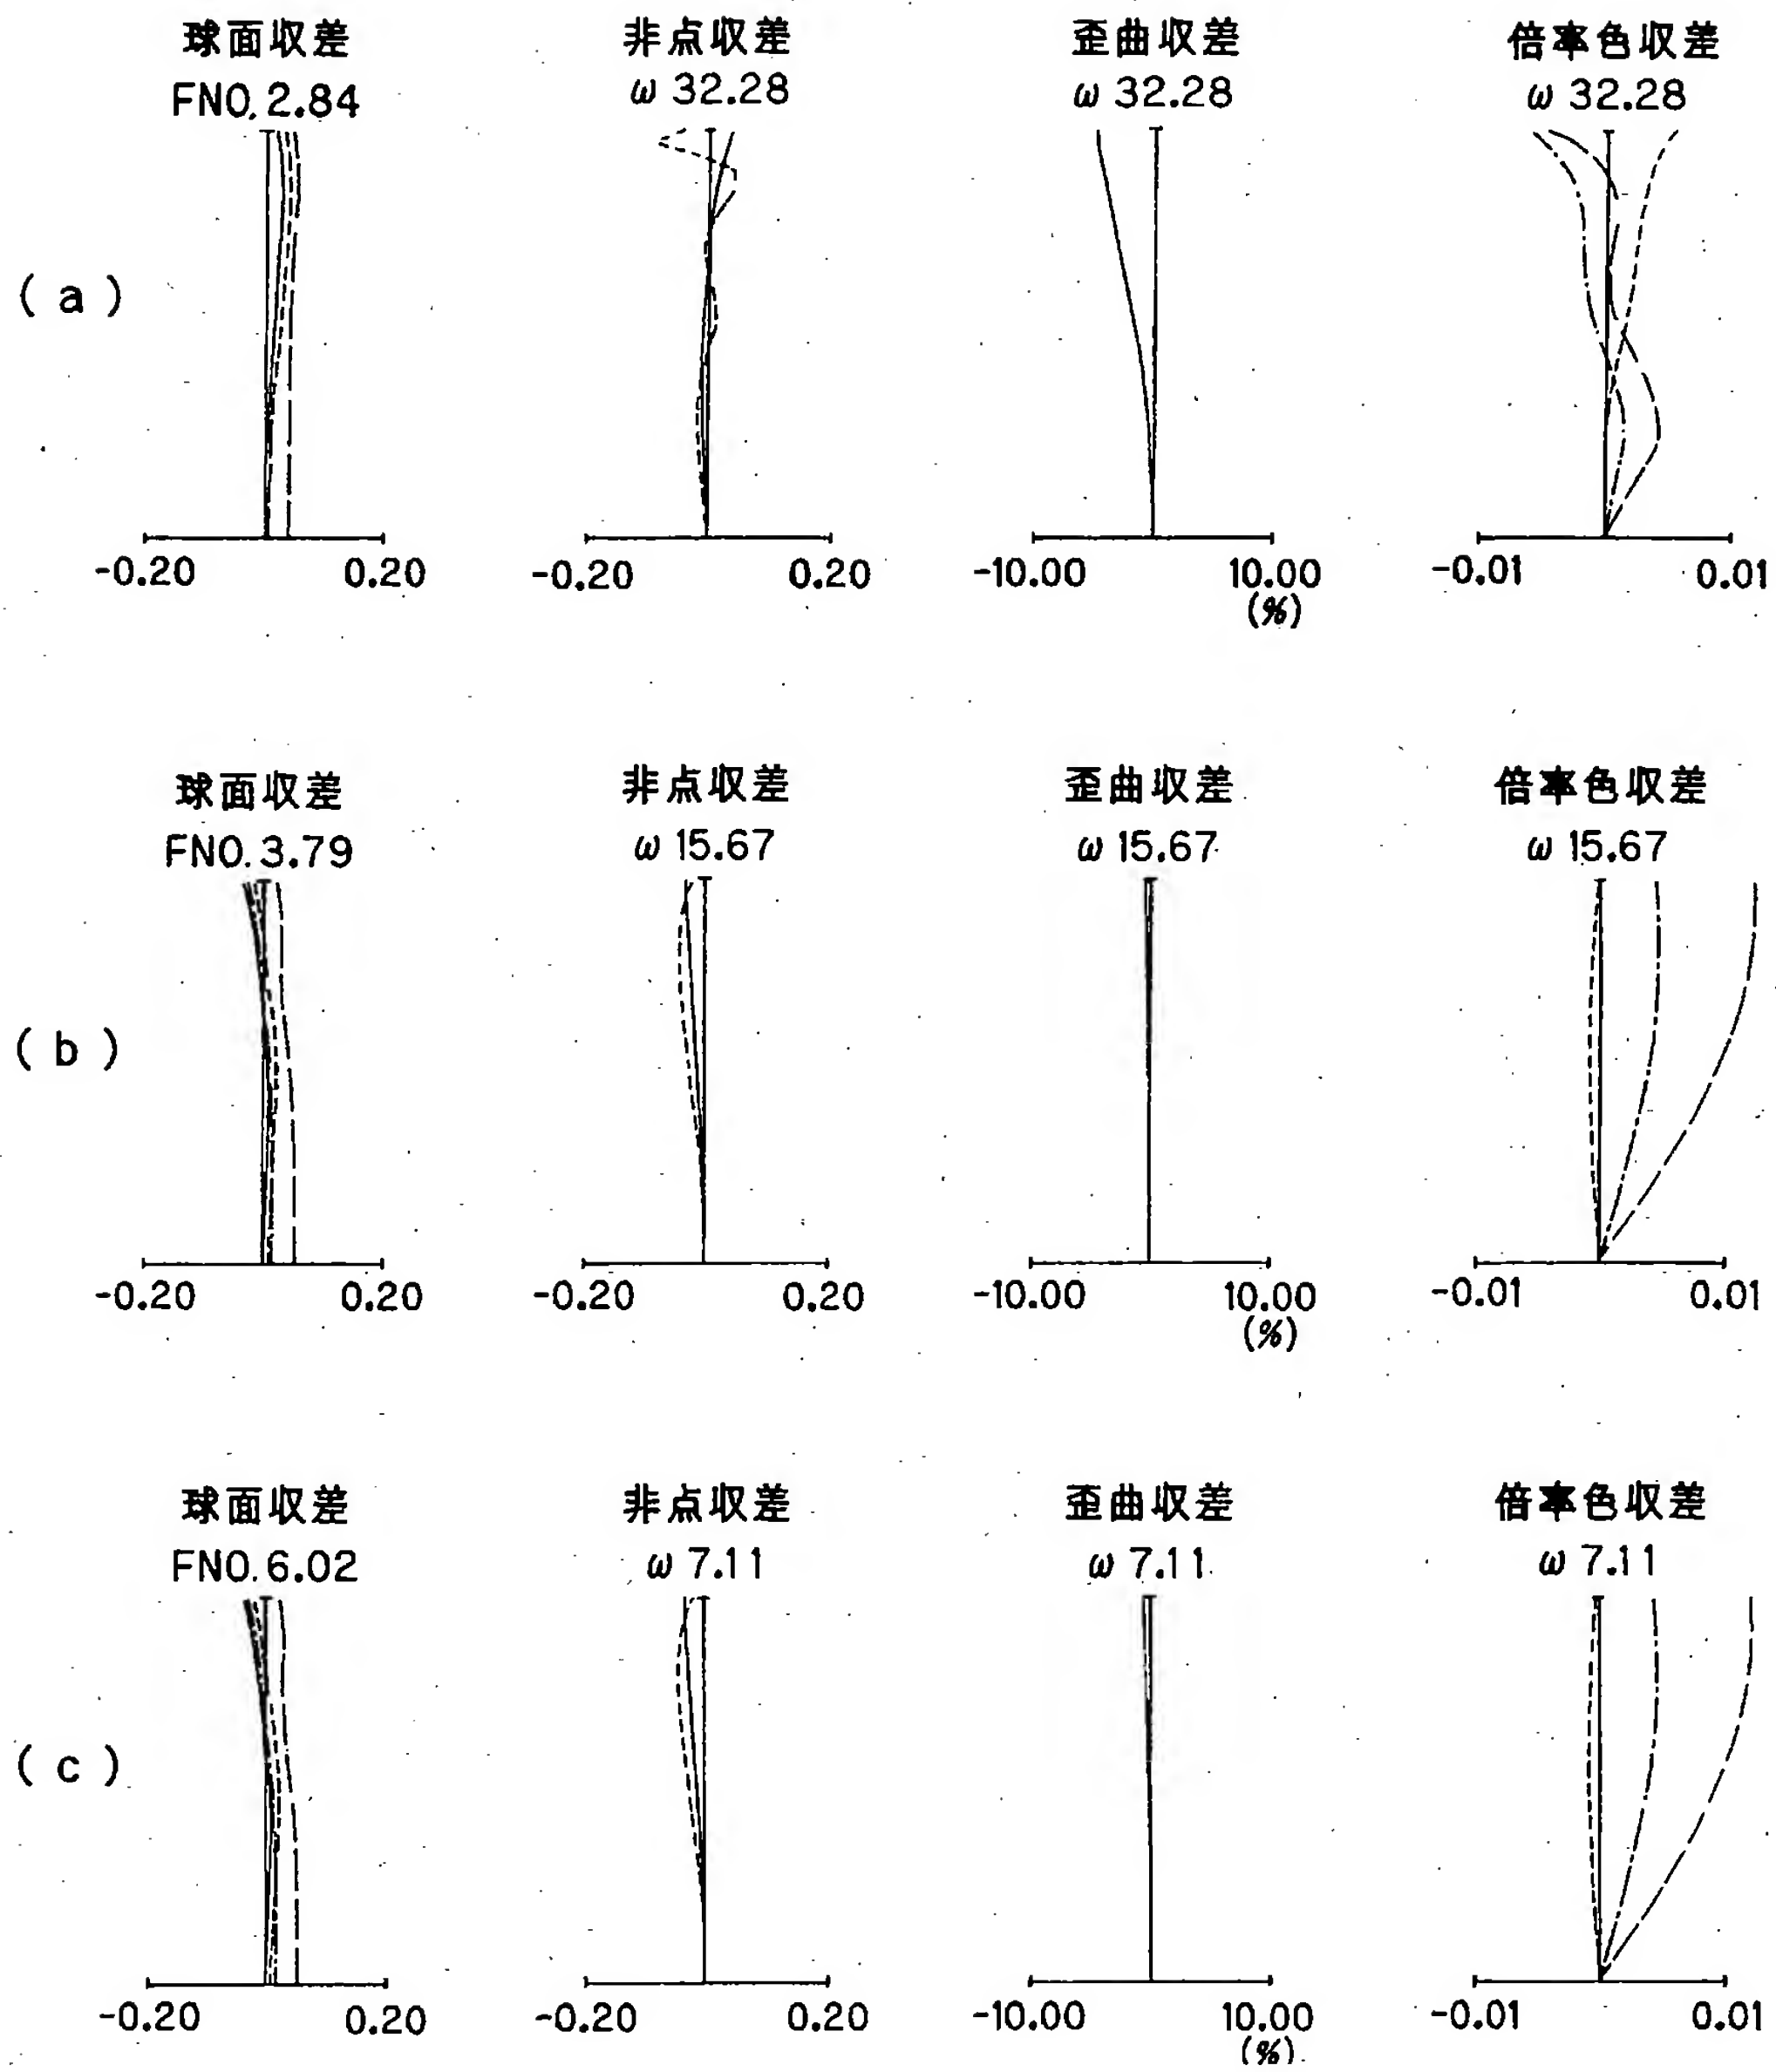 球面収差 非点収差 歪曲収差 倍率色収差
FNO. 2.84 ω 32.28 ω 32.28 ω 32.28
(a)
-0.20 0.20 -0.20 0.20 -10.00 10.00 -0.01 0.01
(%)
球面収差 非点収差 歪曲収差 倍率色収差
FNO. 3.79 ω 15.67 ω 15.67 ω 15.67
(b)
-0.20 0.20 -0.20 0.20 -10.00 10.00 -0.01 0.01
(%)
球面収差 非点収差 歪曲収差 倍率色収差
FNO. 6.02 ω 7.11 ω 7.11 ω 7.11
(c)
-0.20 0.20 -0.20 0.20 -10.00 10.00 -0.01 0.01
(%)